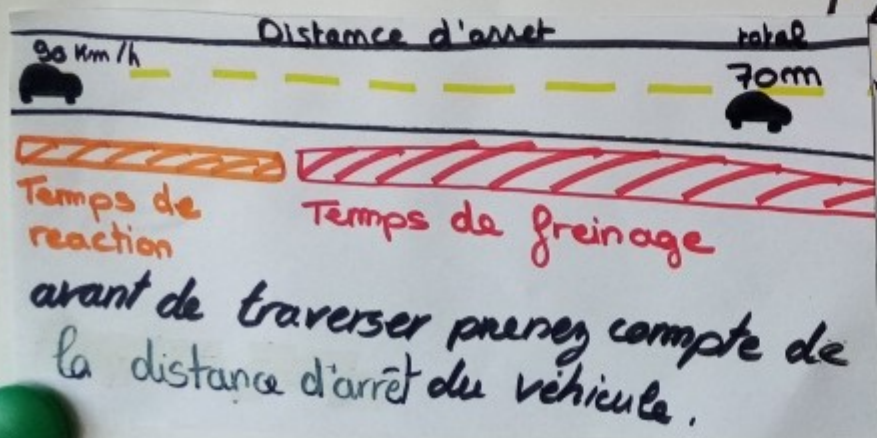 Distance d'arret
total
90 Km/h
70m
Temps de
reaction
Temps de freinage
avant de traverser prenez compte de
la distance d'arrêt du véhicule.